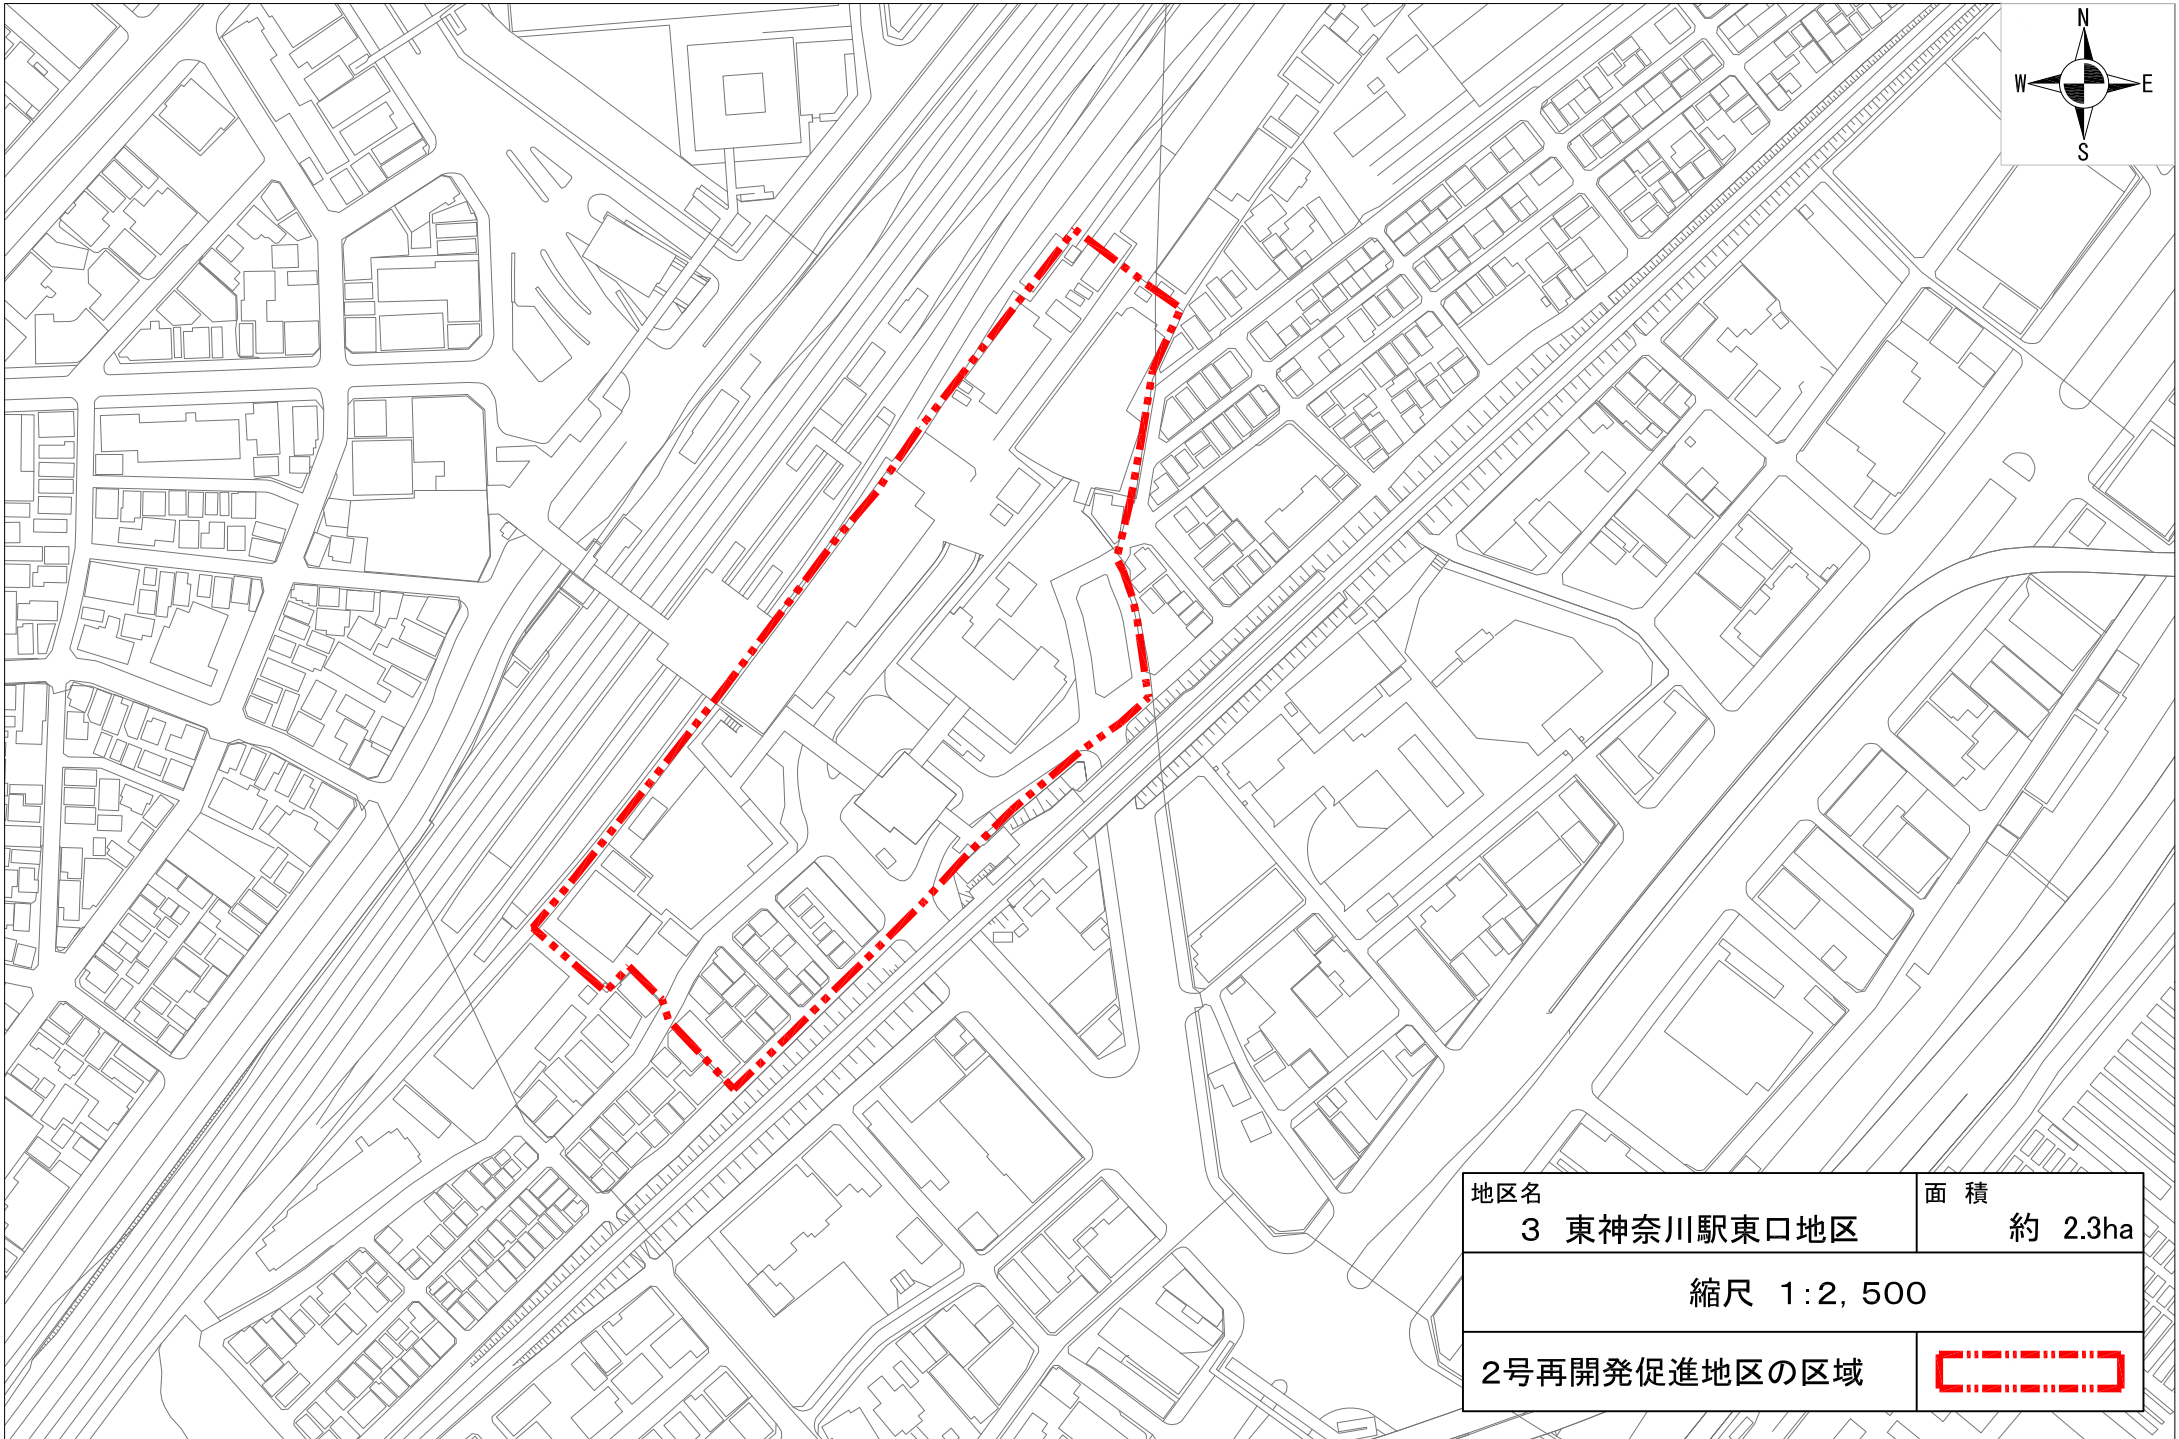 N
W E
S
地区名
３ 東神奈川駅東口地区
面 積
約 2.3ha
縮尺 １:２,５００
２号再開発促進地区の区域